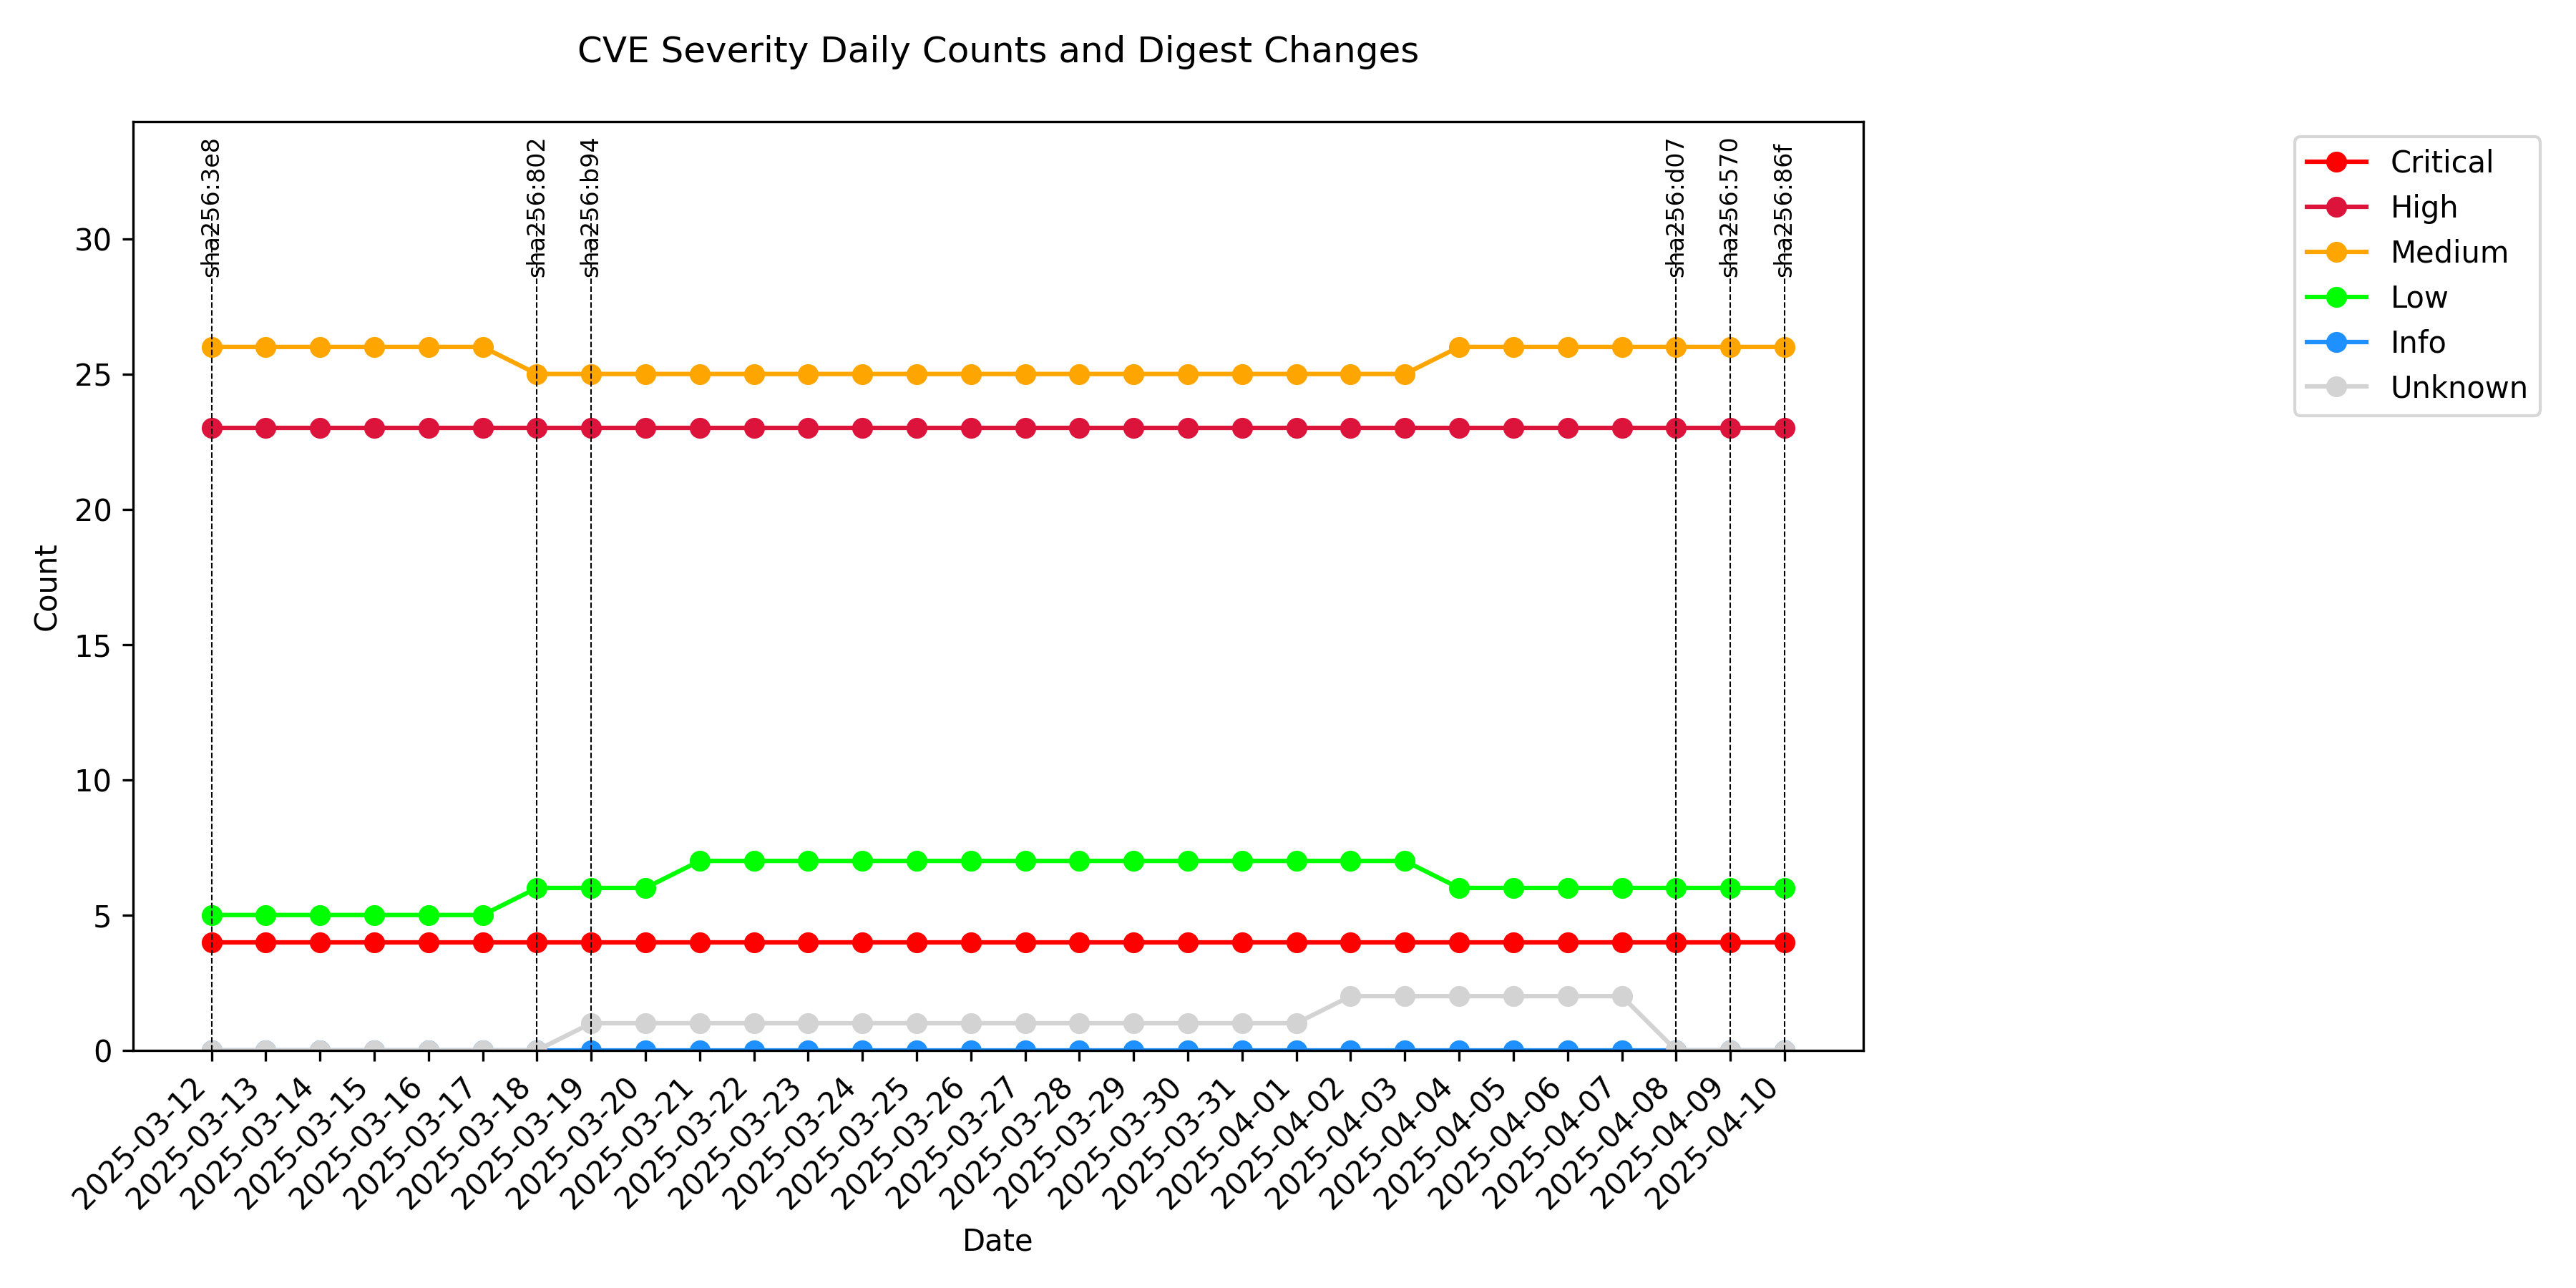 CVE Severity Daily Counts and Digest Changes
sha256:3e8
sha256:802
sha256:b94
sha256:d07
sha256:570
sha256:86f
Critical
High
Medium
Low
Info
Unknown
Count
30
25
20
15
10
5
0
2025-03-12
2025-03-13
2025-03-14
2025-03-15
2025-03-16
2025-03-17
2025-03-18
2025-03-19
2025-03-20
2025-03-21
2025-03-22
2025-03-23
2025-03-24
2025-03-25
2025-03-26
2025-03-27
2025-03-28
2025-03-29
2025-03-30
2025-03-31
2025-04-01
2025-04-02
2025-04-03
2025-04-04
2025-04-05
2025-04-06
2025-04-07
2025-04-08
2025-04-09
2025-04-10
Date